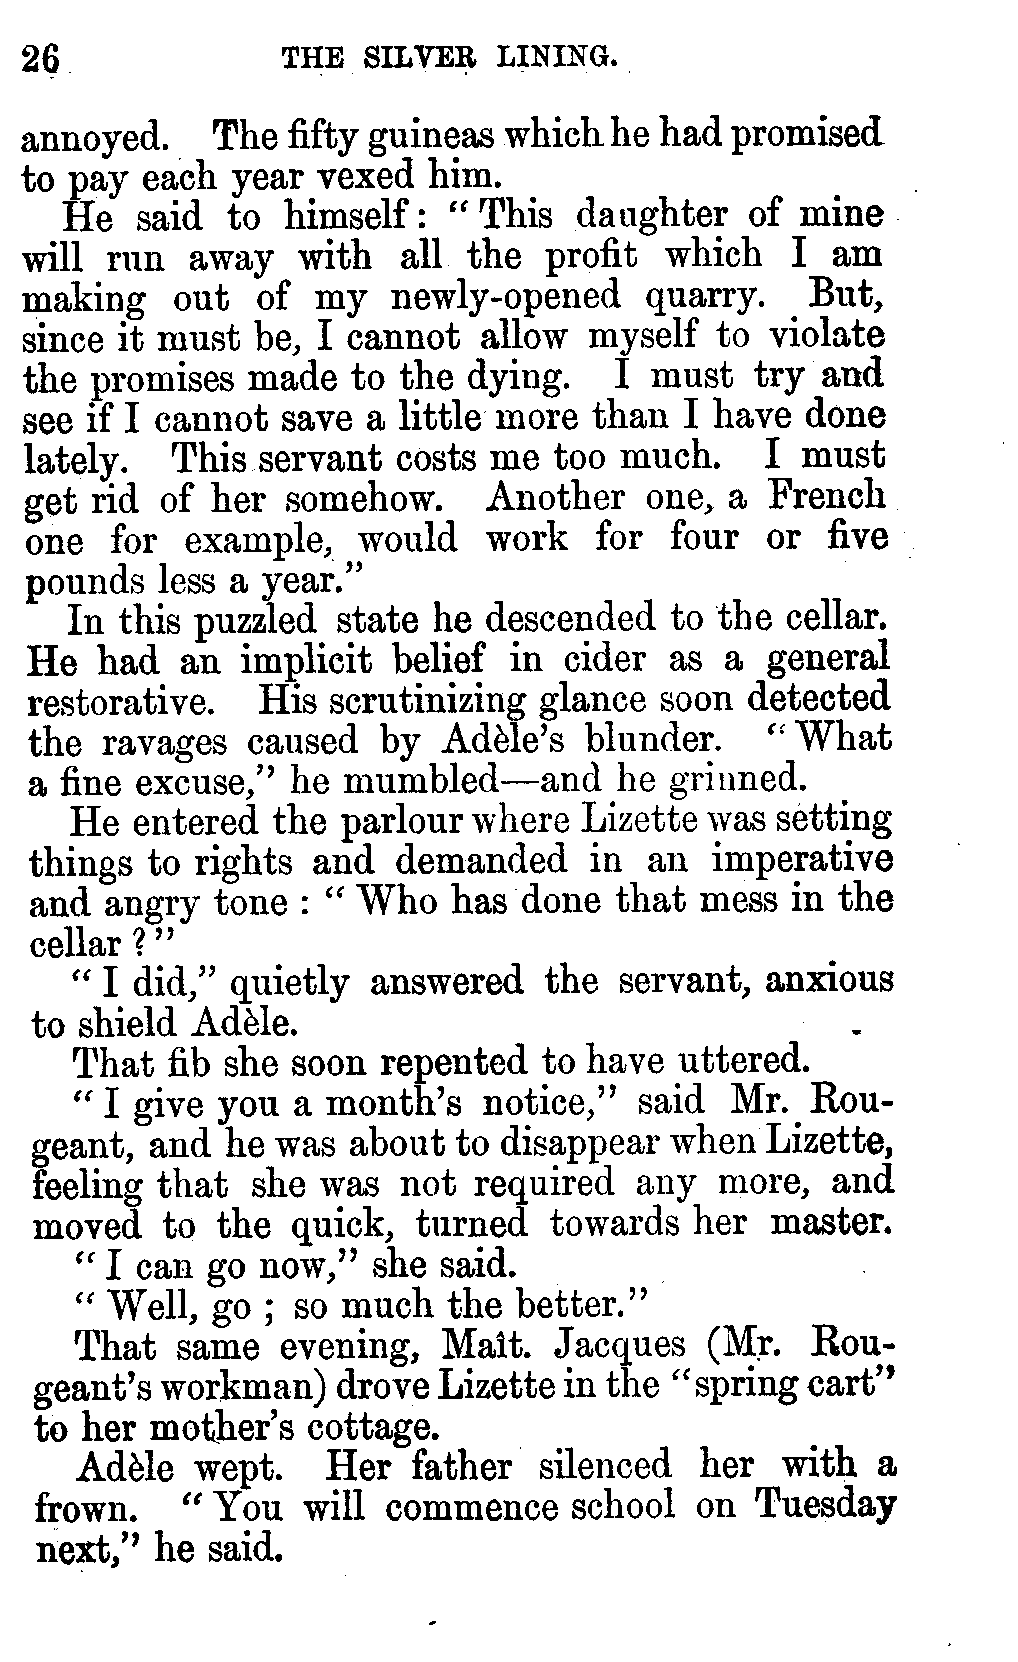 26 THE SILVER LINING.
annoyed. The fifty guineas which he had promised
to pay each year vexed him.
He said to himself: “This daughter of mine
will run away with all the profit which I am
making out of my newly-opened quarry. But,
since it must be, I cannot allow myself to violate
the promises made to the dying. I must try and
see if I cannot save a little more than I have done
lately. This servant costs me too much. I must
get rid of her somehow. Another one, a French
one for example, would work for four or five
pounds less a year.”
In this puzzled state he descended to the cellar.
He had an implicit belief in cider as a general
restorative. His scrutinizing glance soon detected
the ravages caused by Adèle’s blunder. “What
a fine excuse,” he mumbled—and he grinned.
He entered the parlour where Lizette was setting
things to rights and demanded in an imperative
and angry tone : “Who has done that mess in the
cellar ?”
“I did,” quietly answered the servant, anxious
to shield Adèle.
That fib she soon repented to have uttered.
“I give you a month’s notice,” said Mr. Rou-
geant, and he was about to disappear when Lizette,
feeling that she was not required any more, and
moved to the quick, turned towards her master.
“I can go now,” she said.
“Well, go ; so much the better.”
That same evening, Maît. Jacques (Mr. Rou-
geant’s workman) drove Lizette in the “spring cart”
to her mother’s cottage.
Adèle wept. Her father silenced her with a
frown. “You will commence school on Tuesday
next,” he said.